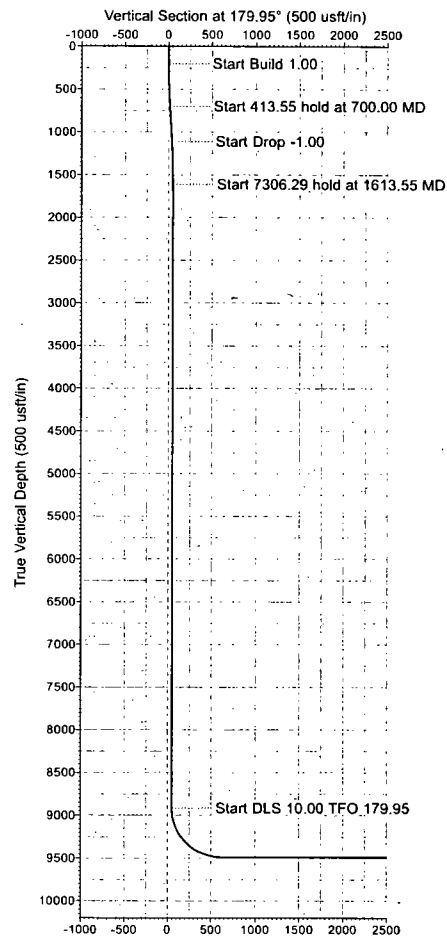 Vertical Section at 179.95° (500 usft/in)
-1000 -500 0 500 1000 1500 2000 2500
0
Start Build 1.00
500
Start 413.55 hold at 700.00 MD
1000
Start Drop -1.00
1500
Start 7306.29 hold at 1613.55 MD
2000
2500
3000
3500
4000
4500
5000
True Vertical Depth (500 usft/in)
5500
6000
6500
7000
7500
8000
8500
Start DLS 10.00 TFO 179.95
9000
9500
10000
-1000 -500 0 500 1000 1500 2000 2500